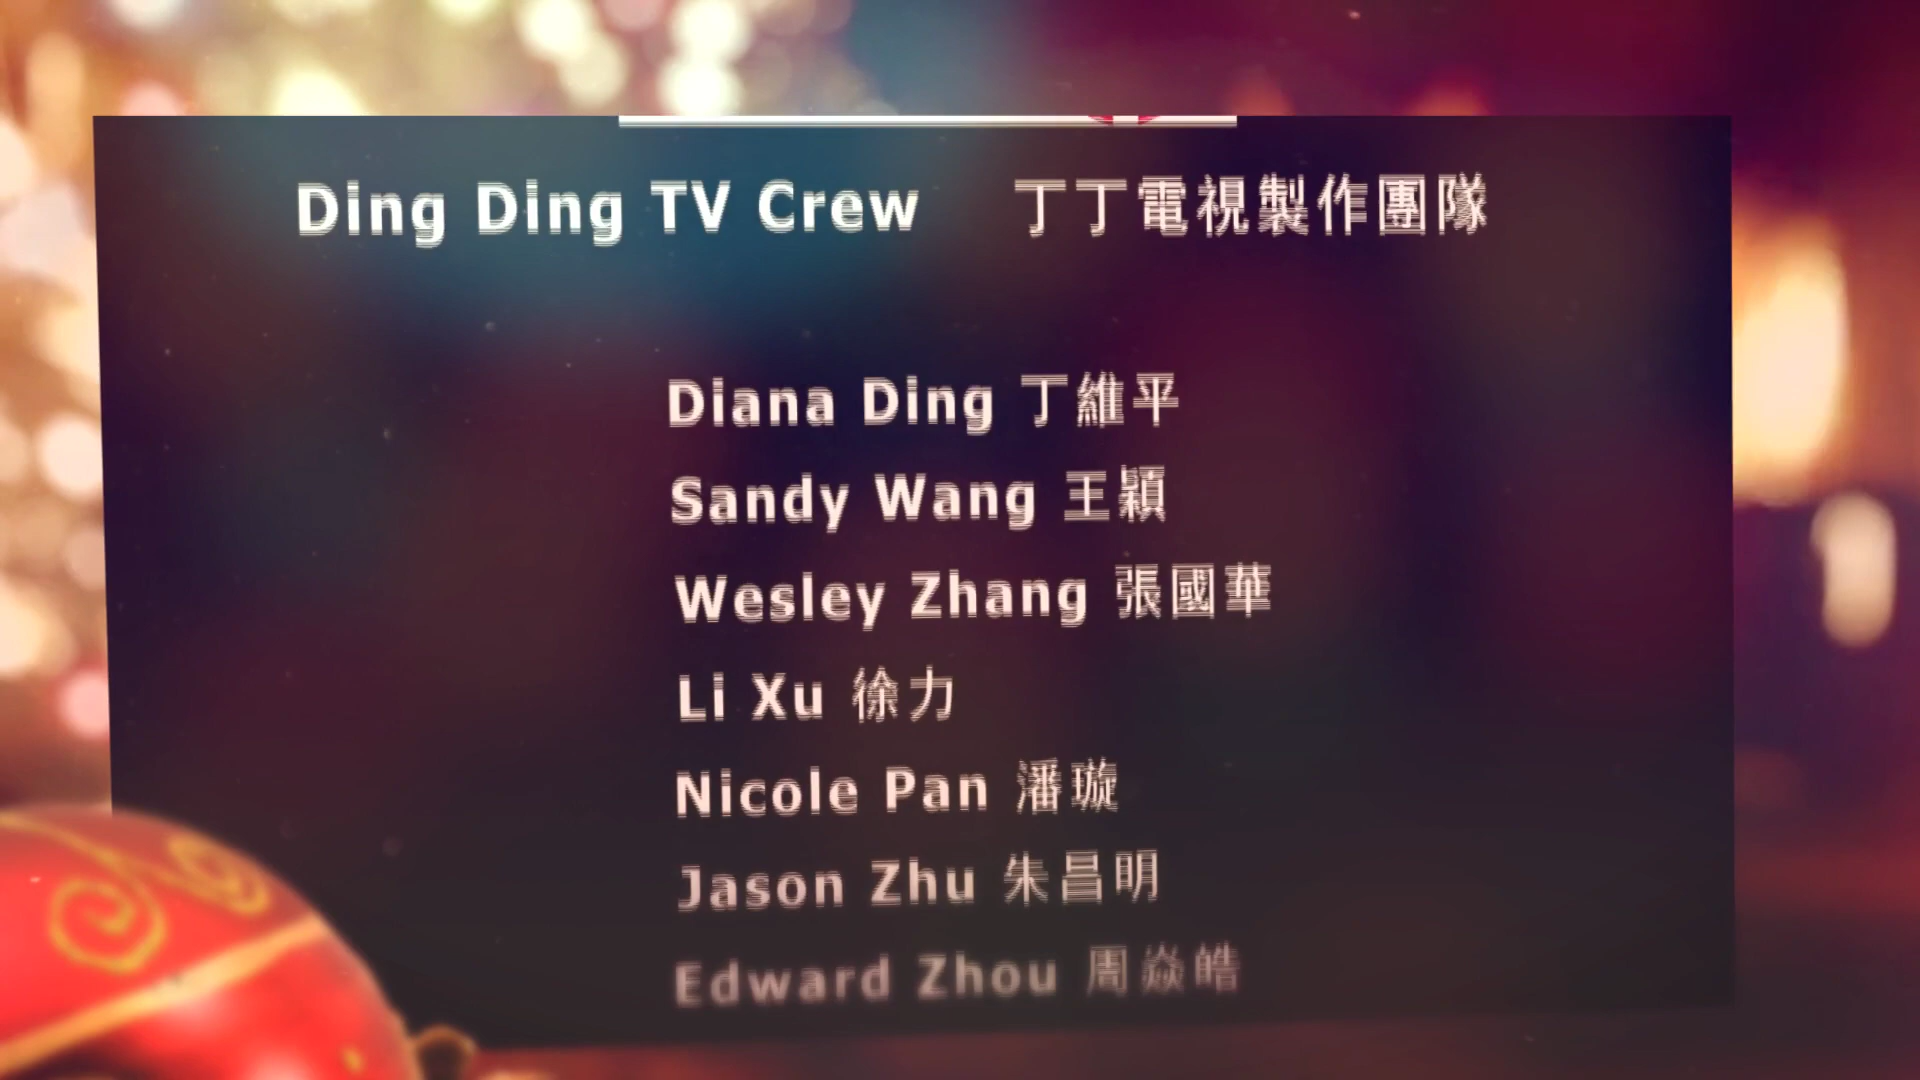 Ding Ding TV Crew 丁丁電視製作團隊
Diana Ding 丁維平
Sandy Wang 王穎
Wesley Zhang 張國華
Li Xu 徐力
Nicole Pan 潘璇
Jason Zhu 朱昌明
Edward Zhou 周焱皓